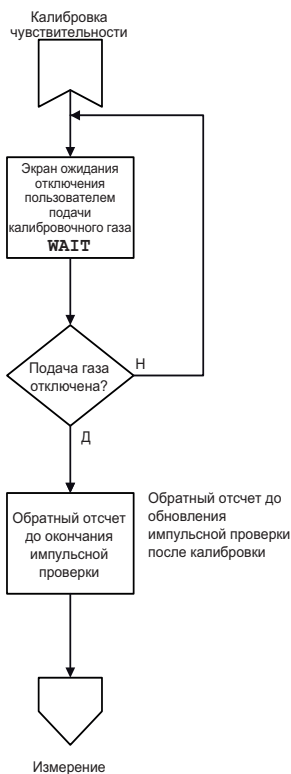 Калибровка
чувствительности
Экран ожидания
отключения
пользователем
подачи
калибровочного газа
WAIT
Подача газа
отключена?
Н
Д
Обратный отсчет
до окончания
импульсной
проверки
Обратный отсчет до
обновления
импульсной проверки
после калибровки
Измерение